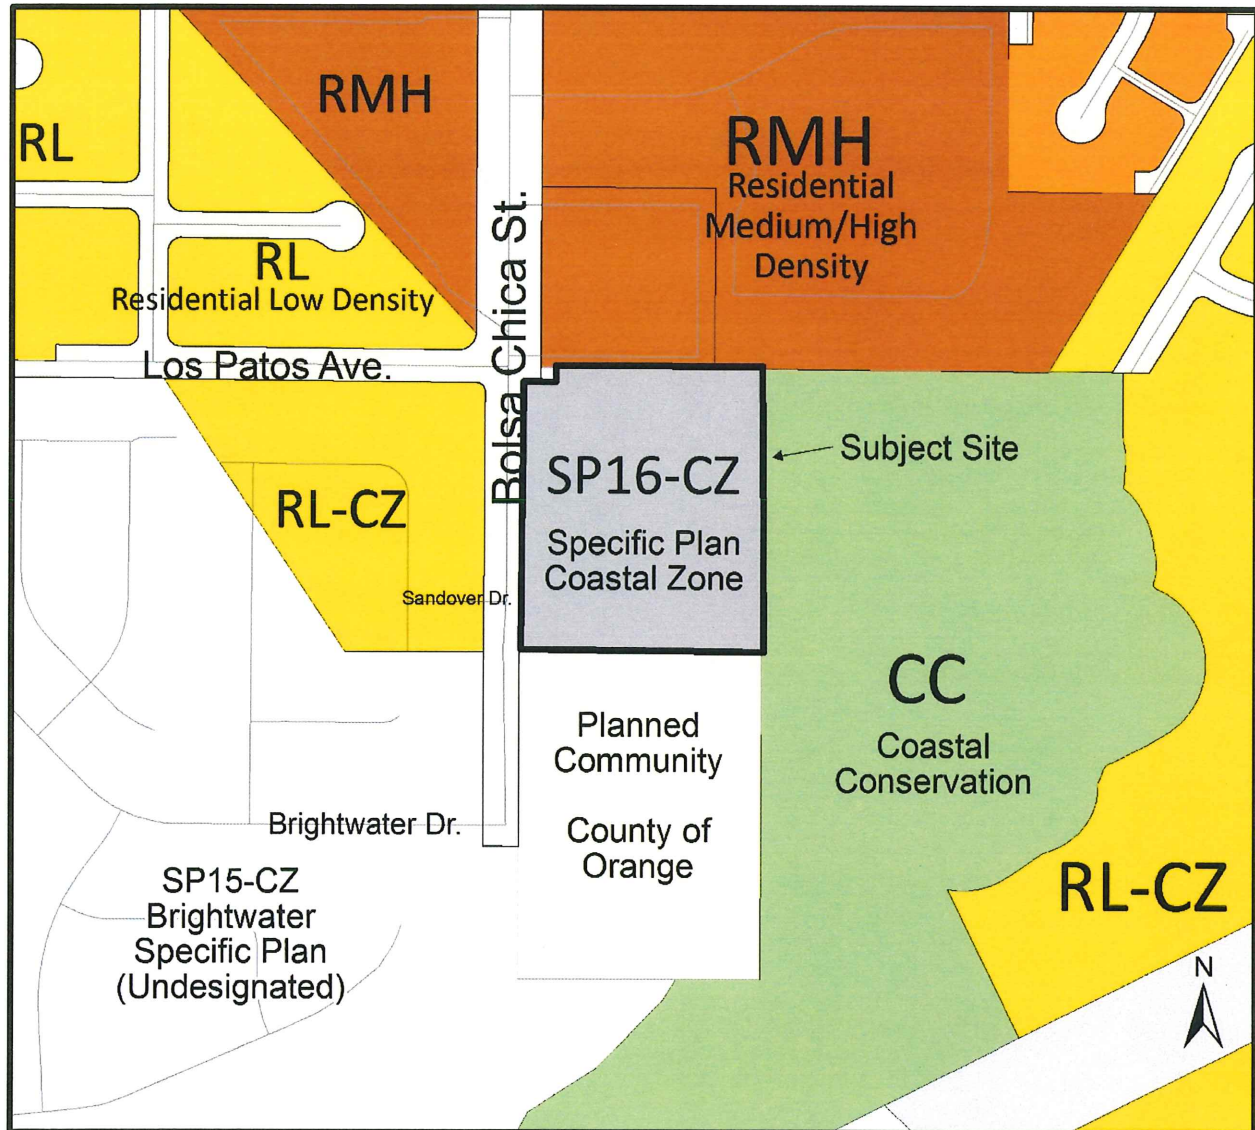 RMH
RL
RMH
Residential
Medium/High
Density
RL
Residential Low Density
Bolsa Chica St.
Los Patos Ave.
Subject Site
SP16-CZ
Specific Plan
Coastal Zone
RL-CZ
Sandover Dr.
CC
Coastal
Conservation
Planned
Community
County of
Orange
Brightwater Dr.
SP15-CZ
Brightwater
Specific Plan
(Undesignated)
RL-CZ
N